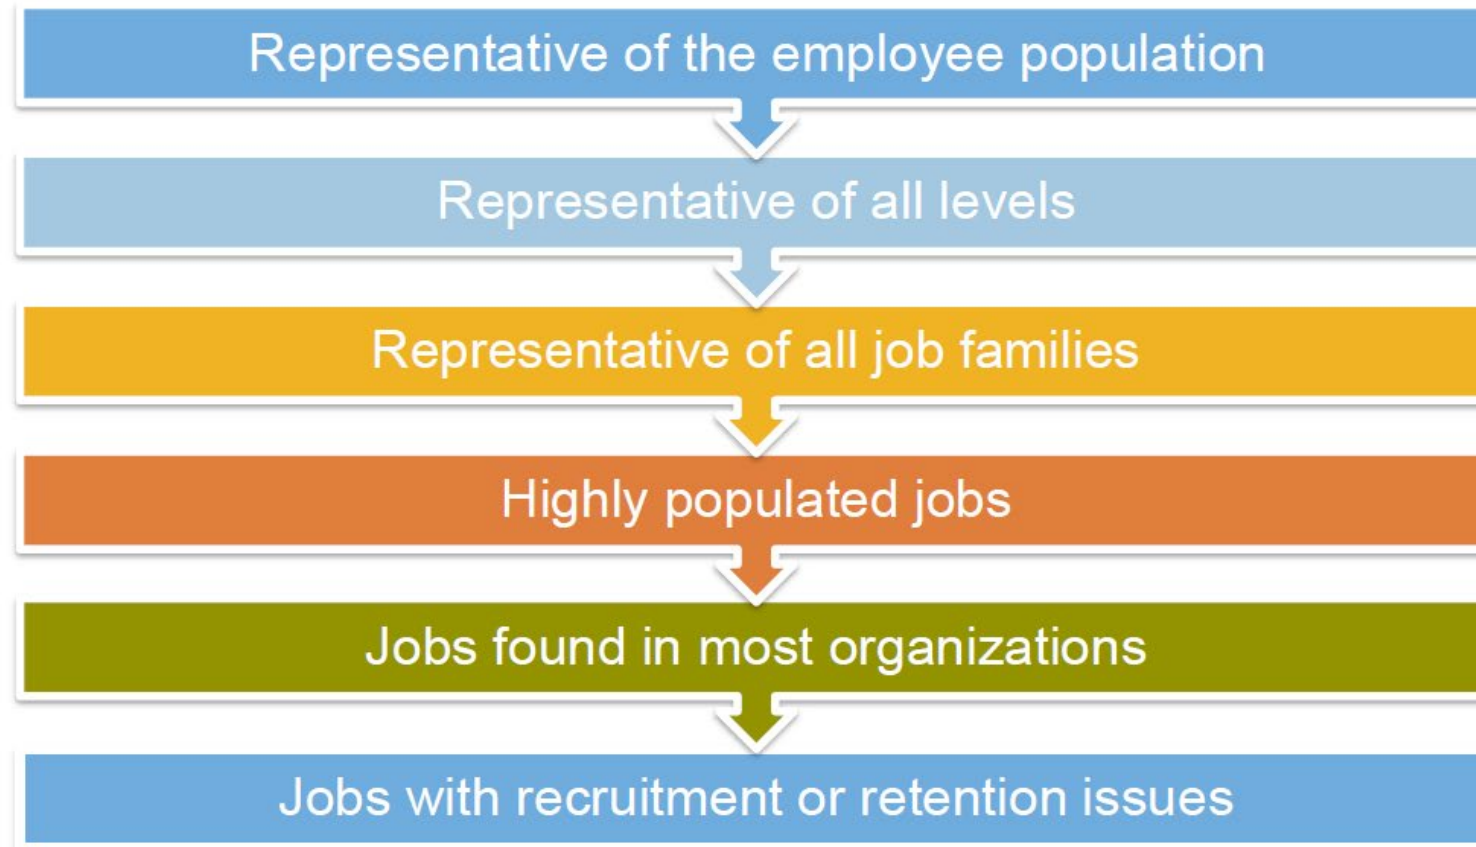 Representative of the employee population
Representative of all levels
Representative of all job families
Highly populated jobs
Jobs found in most organizations
Jobs with recruitment or retention issues